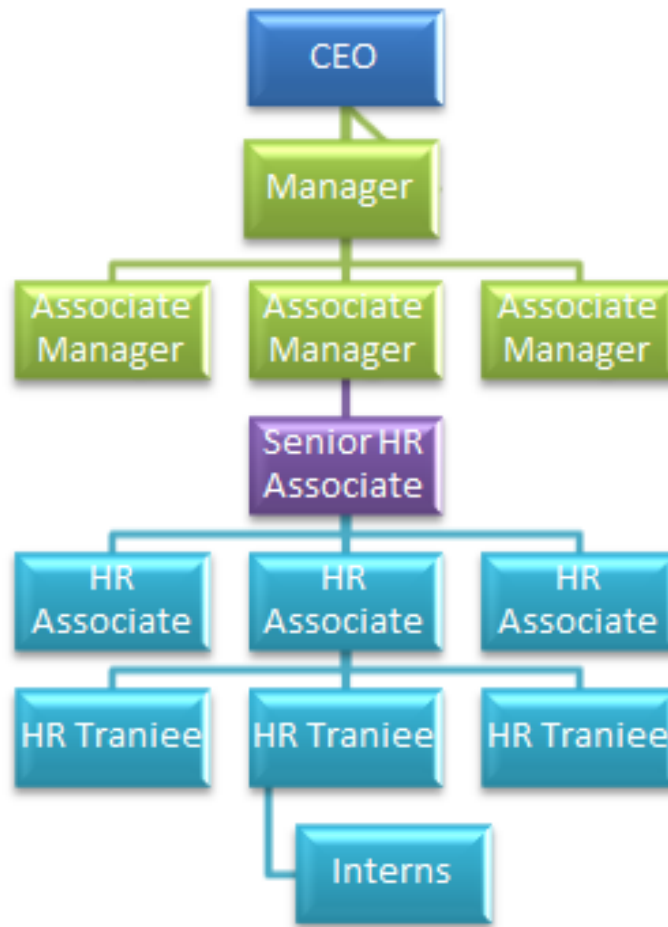 CEO
Manager
Associate
Manager
Associate
Manager
Associate
Manager
Senior HR
Associate
HR
Associate
HR
Associate
HR
Associate
HR Traniee
HR Traniee
HR Traniee
Interns